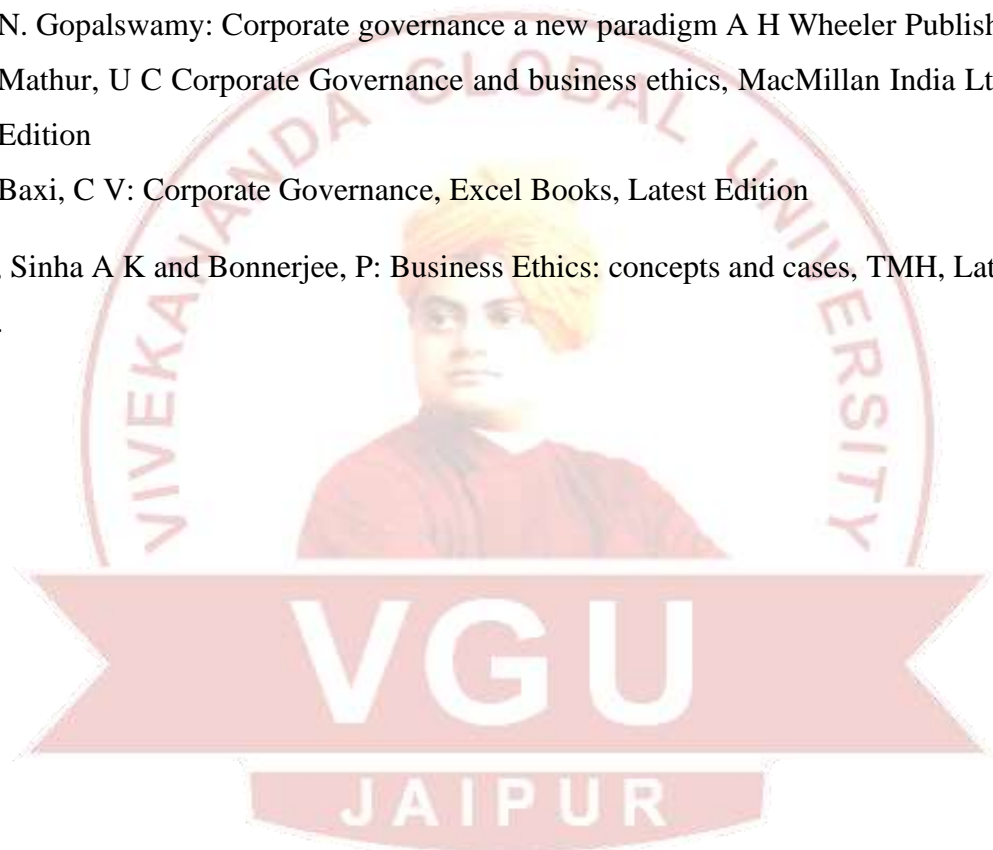 N. Gopalswamy: Corporate governance a new paradigm A H Wheeler Publish
Mathur, U C Corporate Governance and business ethics, MacMillan India Lt
Edition
Baxi, C V: Corporate Governance, Excel Books, Latest Edition
, Sinha A K and Bonnerjee, P: Business Ethics: concepts and cases, TMH, Lat
.
VIVEKANANDA GLOBAL UNIVERSITY
VGU
JAIPUR